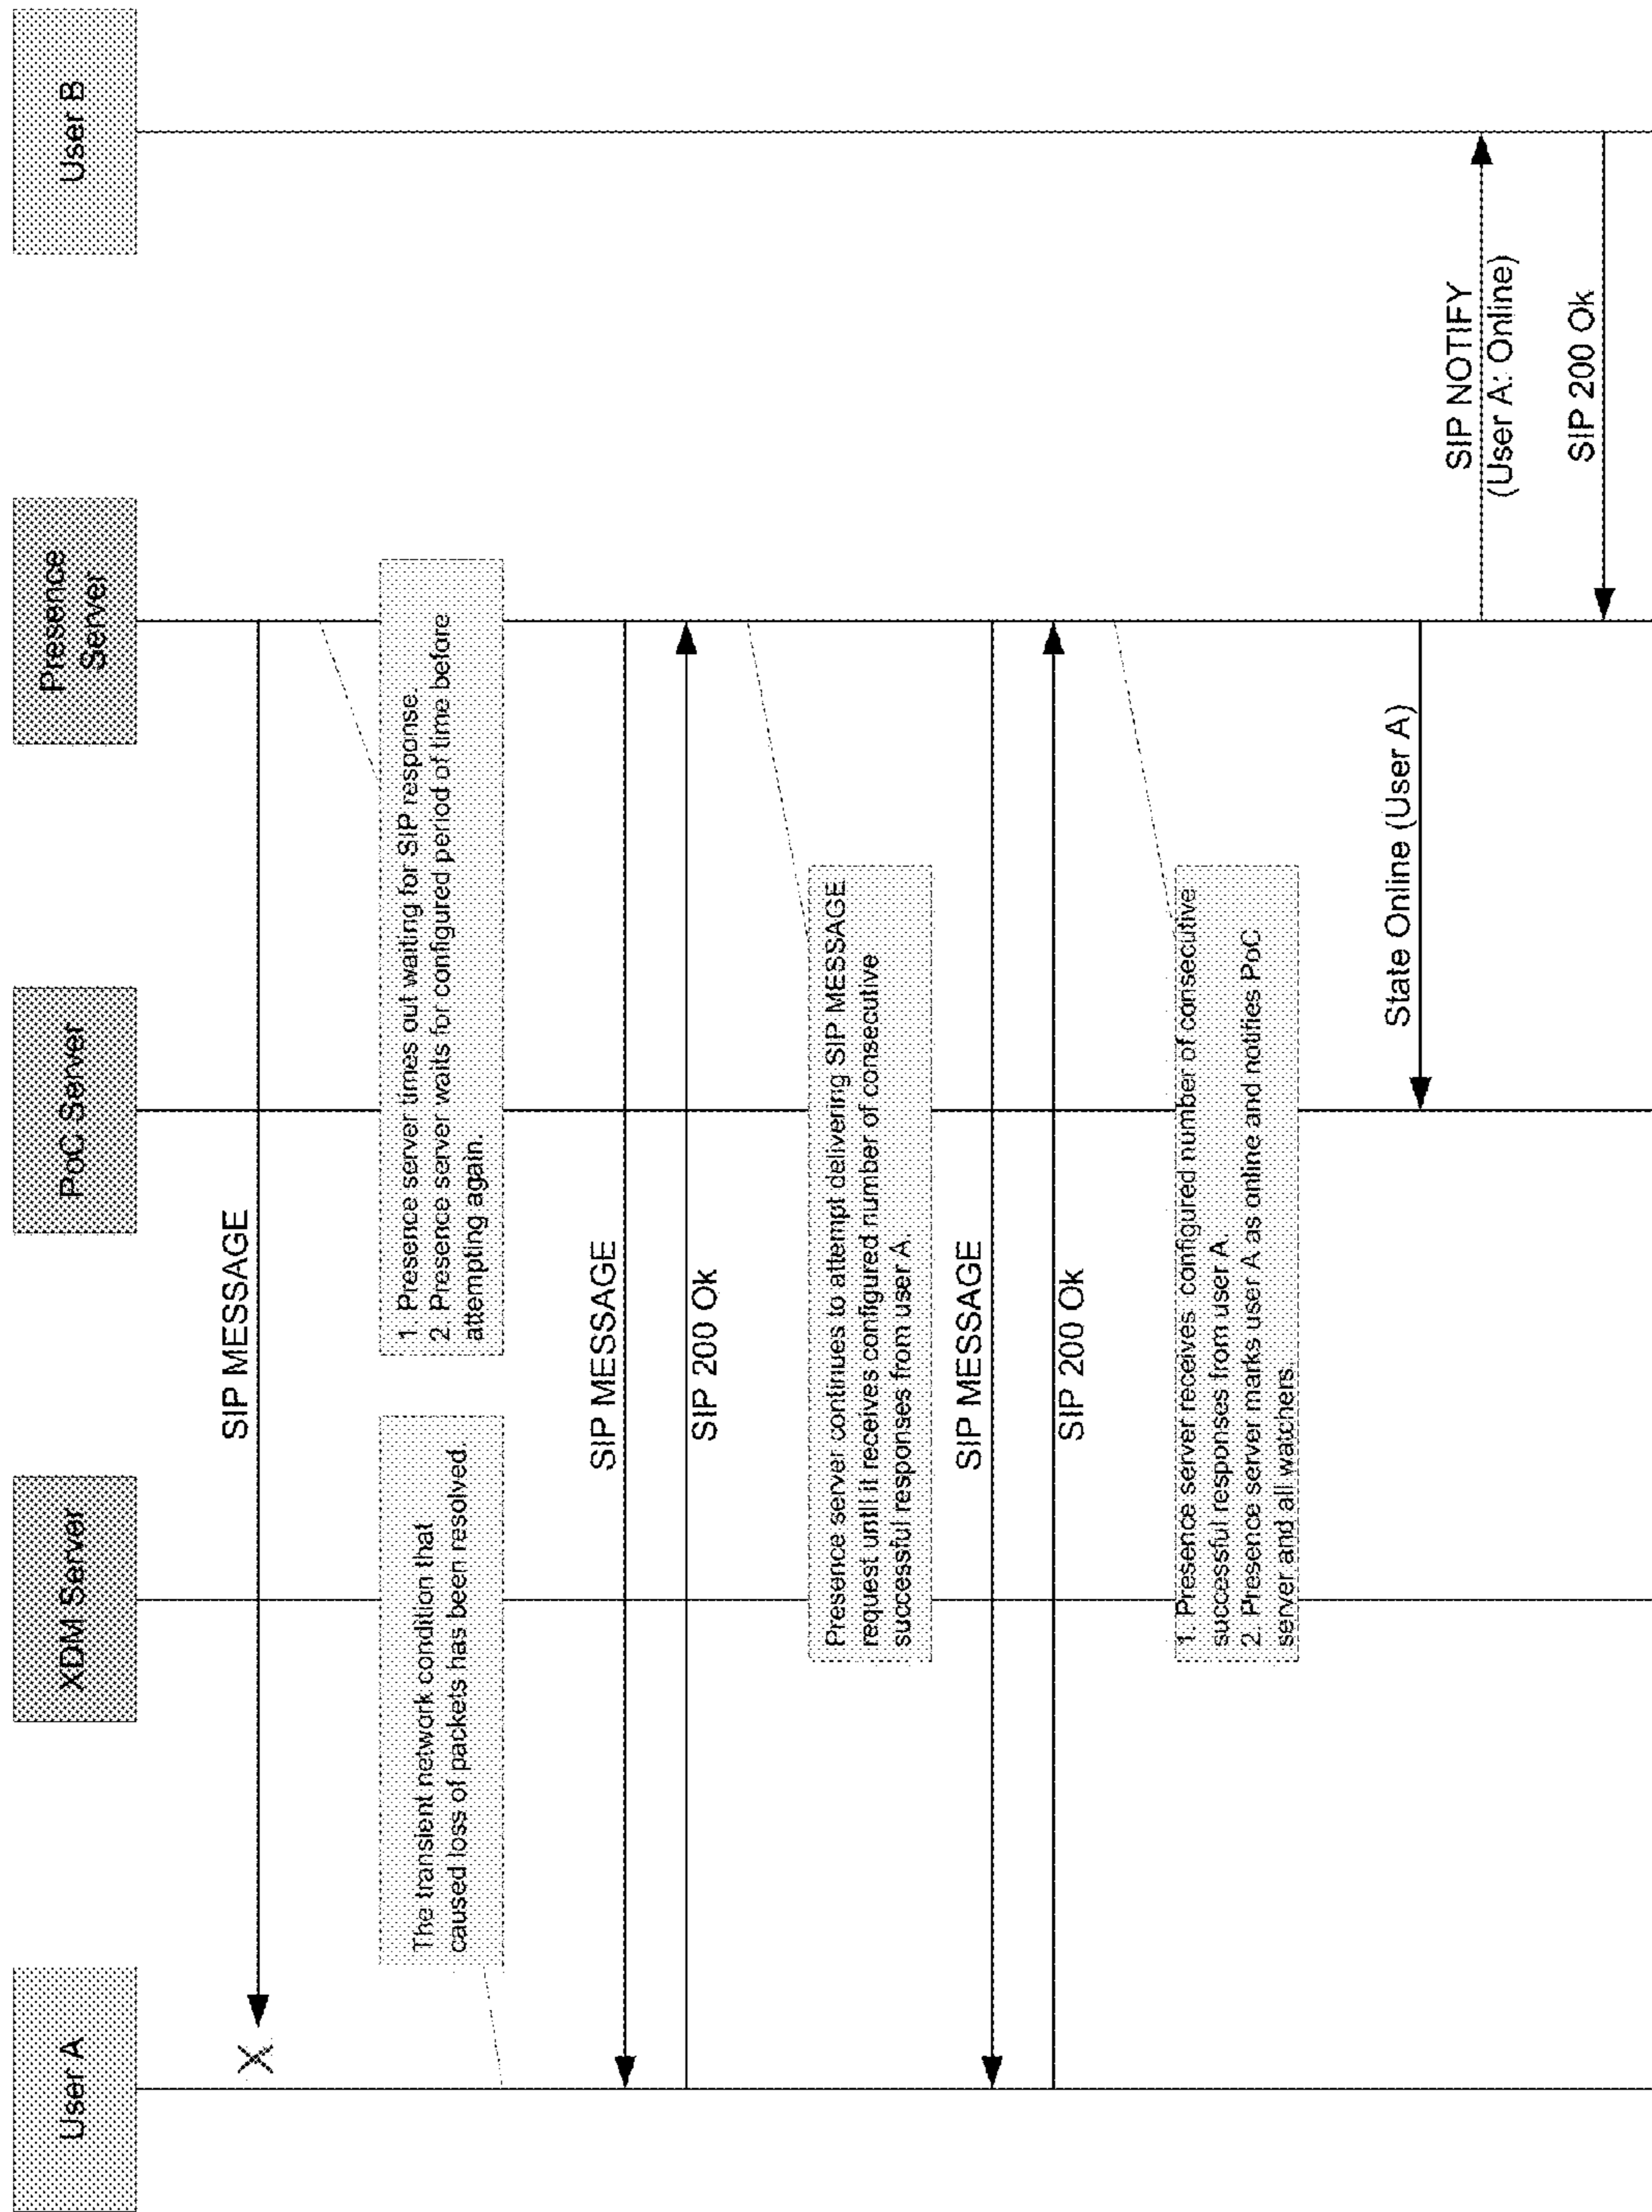 User A
XDM Server
PoC Server
Presence
Server
User B
SIP MESSAGE
X
The transient network condition that
caused loss of packets has been resolved
1. Presence server times out waiting for SIP response.
2. Presence server waits for configured period of time before
attempting again.
SIP MESSAGE
SIP 200 Ok
Presence server continues to attempt delivering SIP MESSAGE
request until it receives configured number of consecutive
successful responses from user A
SIP MESSAGE
SIP 200 Ok
1. Presence server receives configured number of consecutive
successful responses from user A
2. Presence server marks user A as online and notifies PoC
server and all watchers.
State Online (User A)
SIP NOTIFY
(User A: Online)
SIP 200 Ok